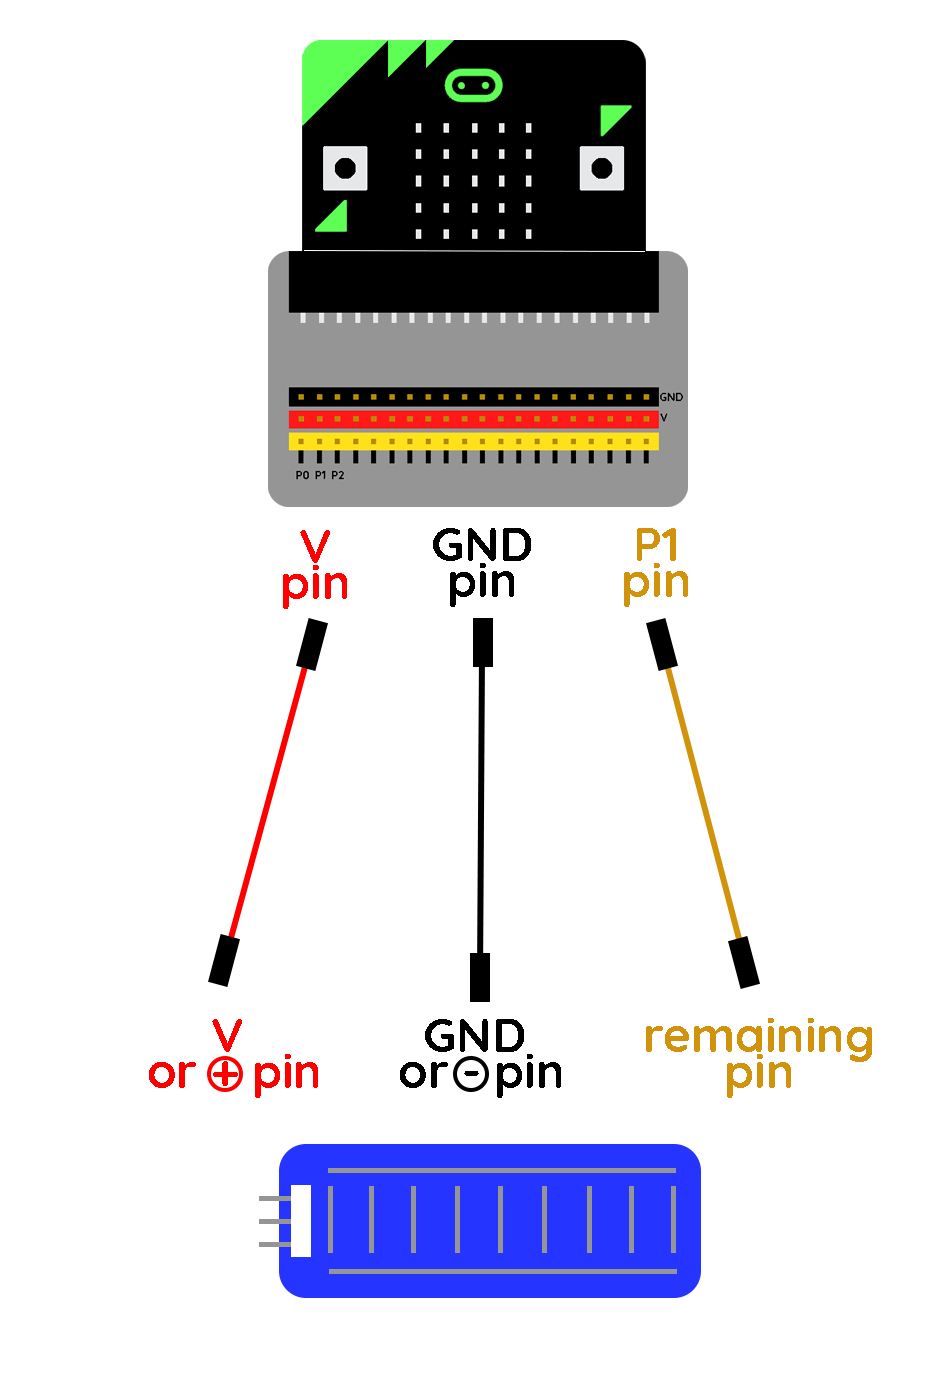 GND
V
P0 P1 P2
V
pin
GND
pin
P1
pin
V
or + pin
GND
or - pin
remaining
pin